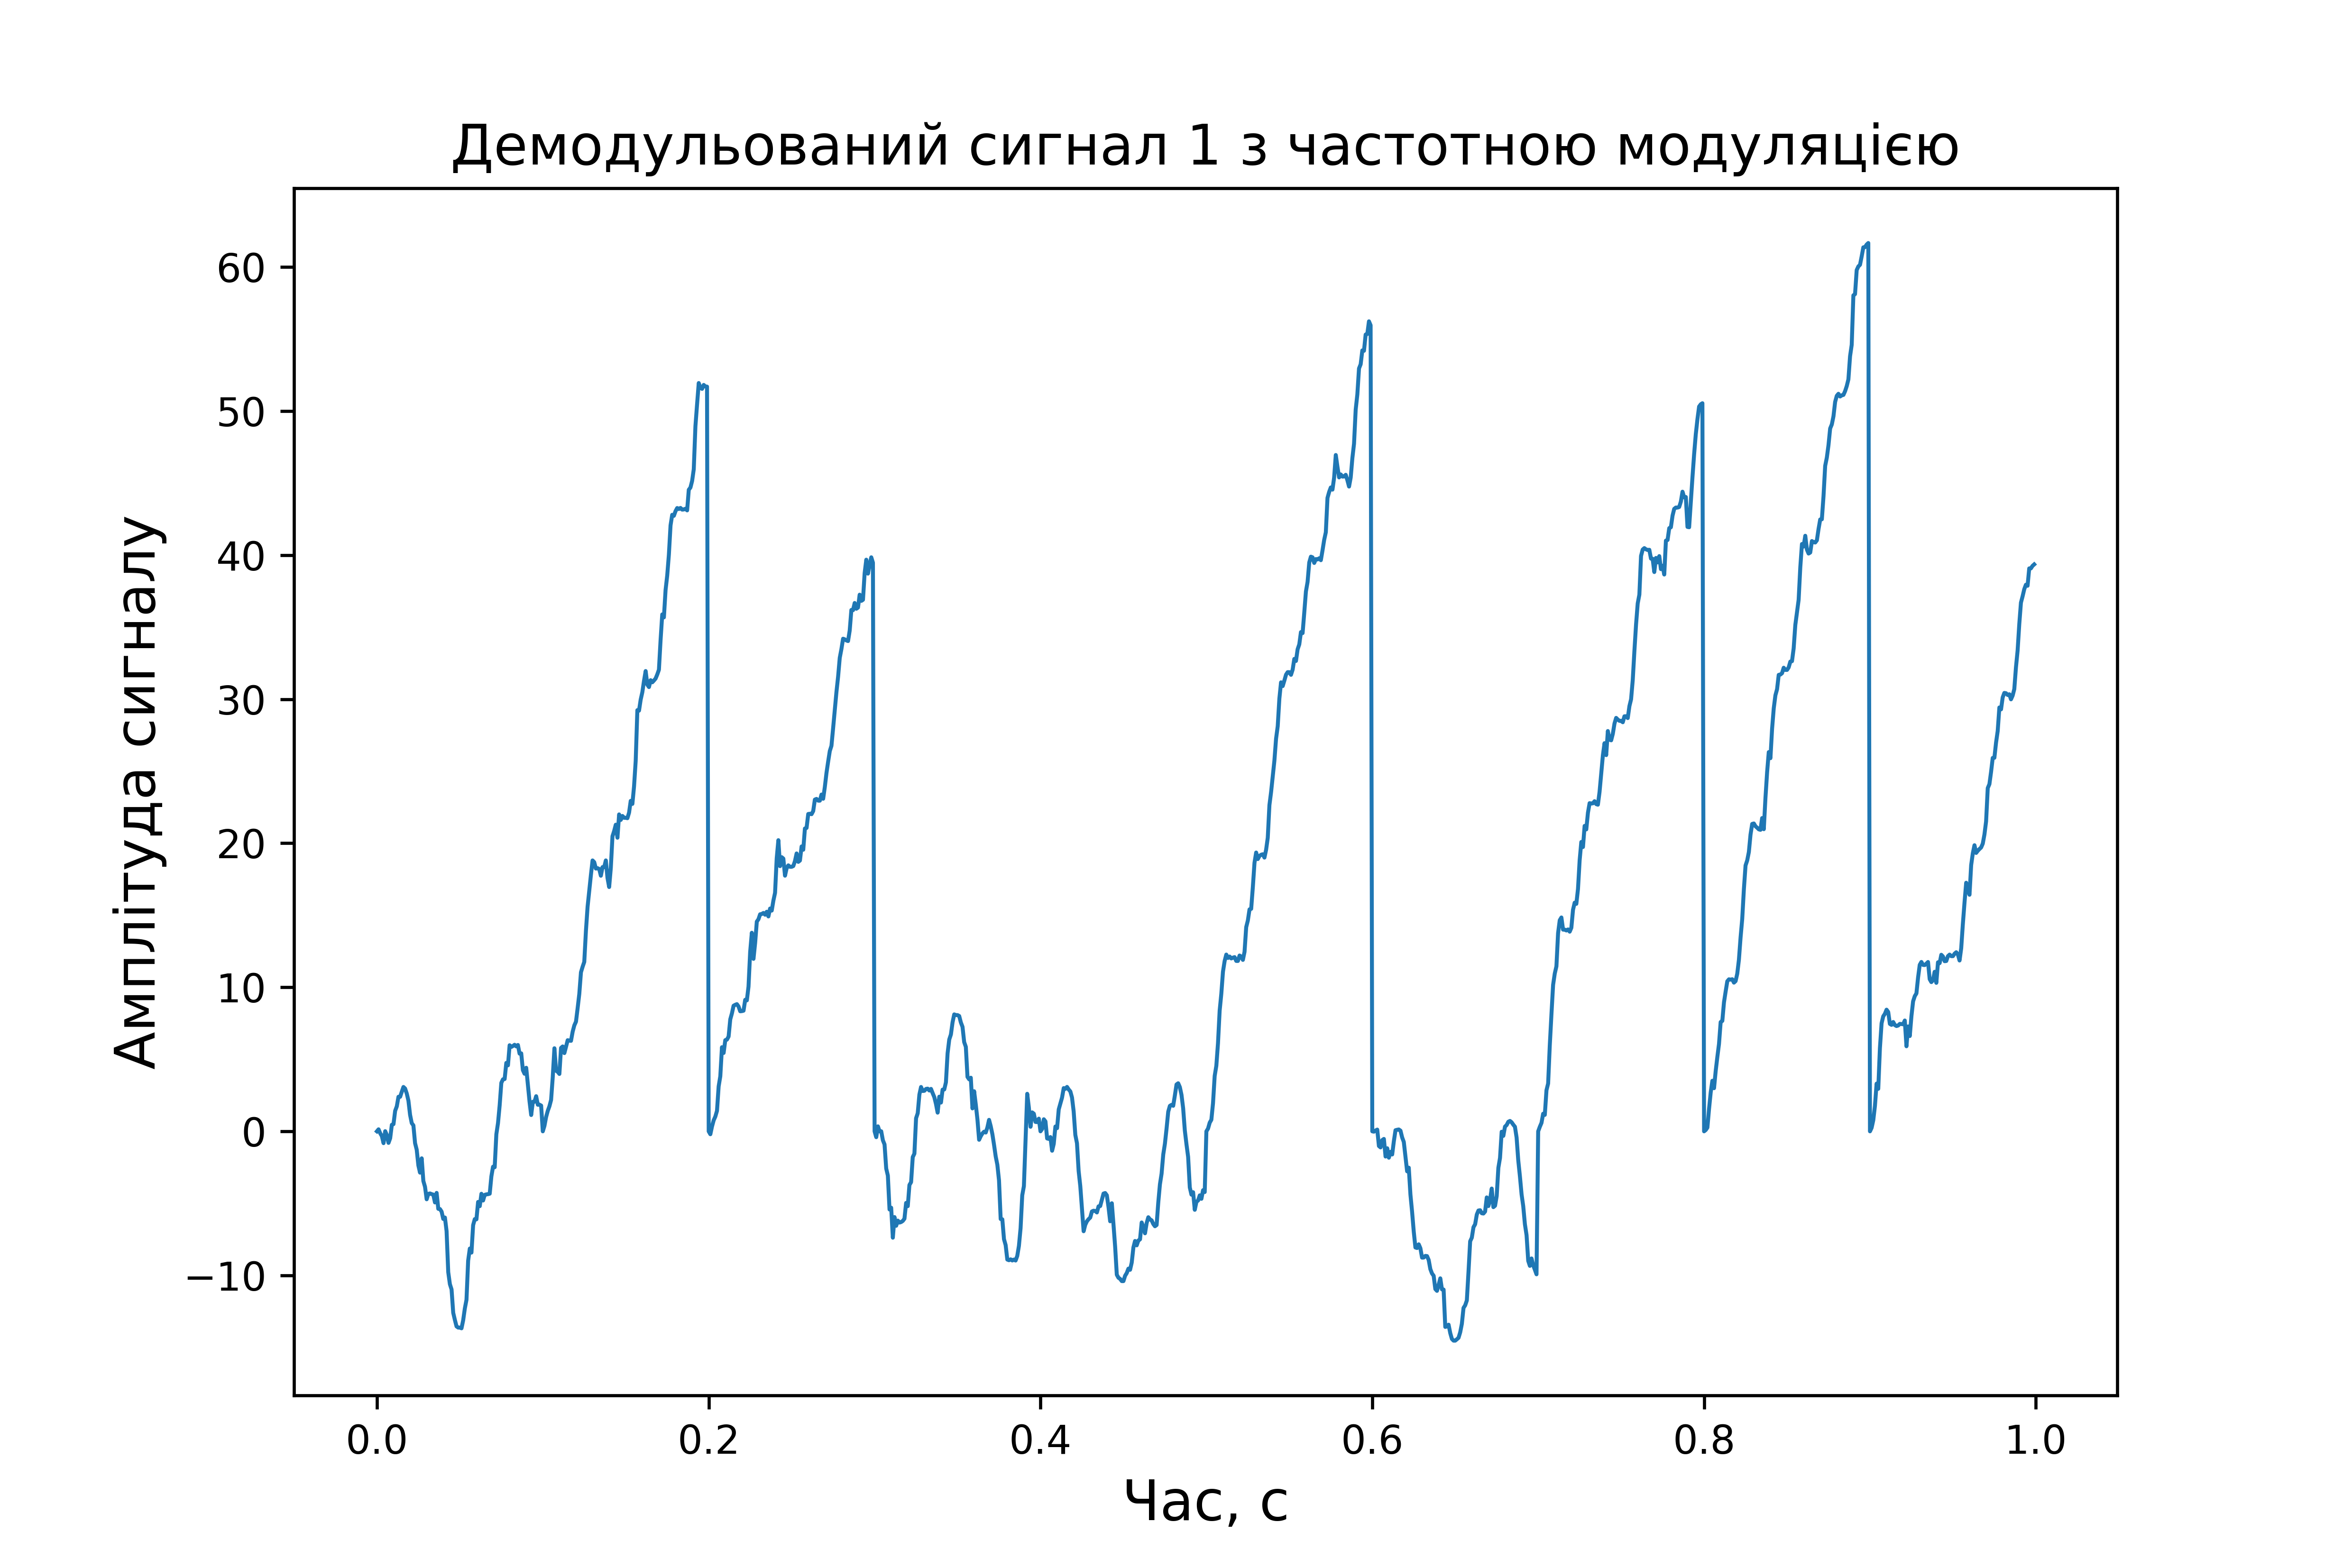 Демодульований сигнал 1 з частотною модуляцією
Амплітуда сигналу
60
50
40
30
20
10
0
−10
0.0 0.2 0.4 0.6 0.8 1.0
Час, с